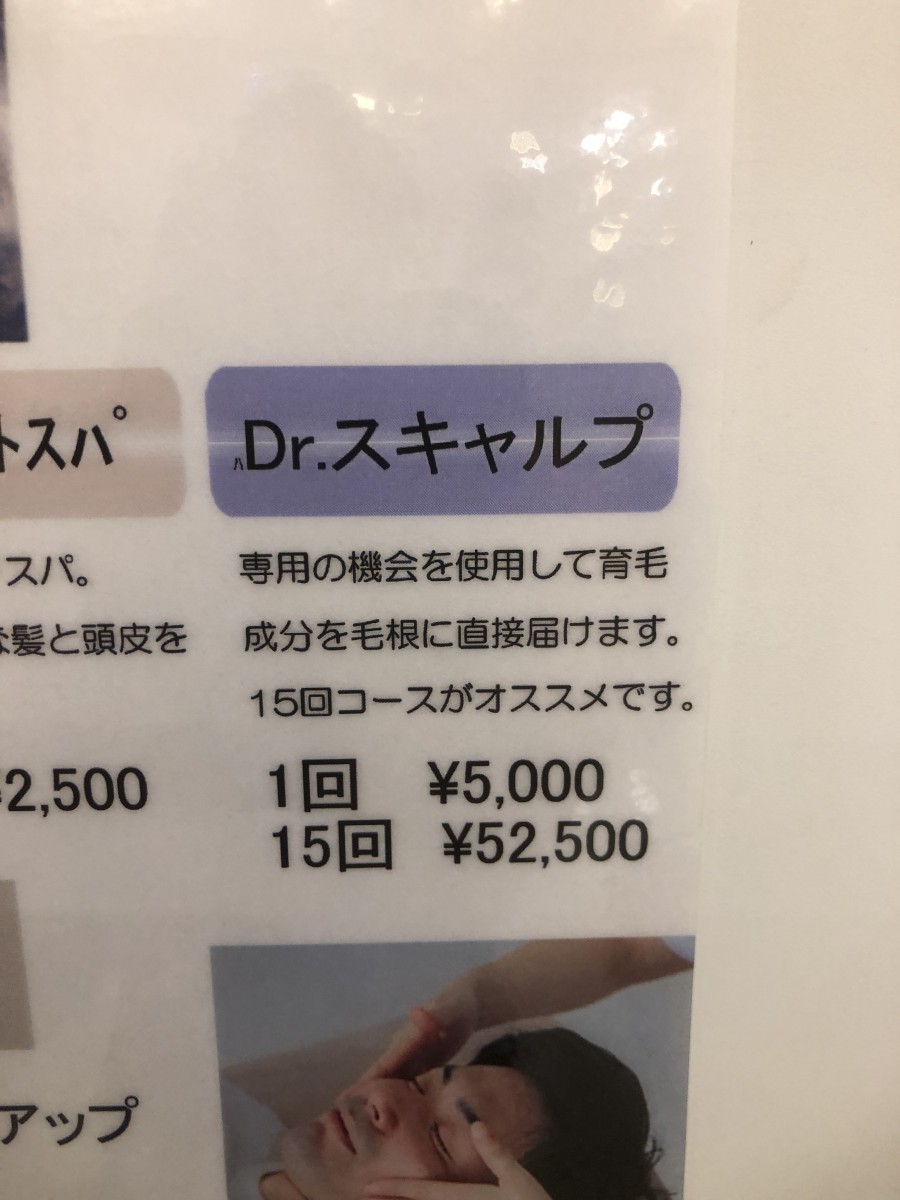 トスパ
ハDr.スキャルプ
スパ。
な髪と頭皮を
¥2,500
専用の機会を使用して育毛
成分を毛根に直接届けます。
15回コースがオススメです。
1回 ¥5,000
15回 ¥52,500
アップ